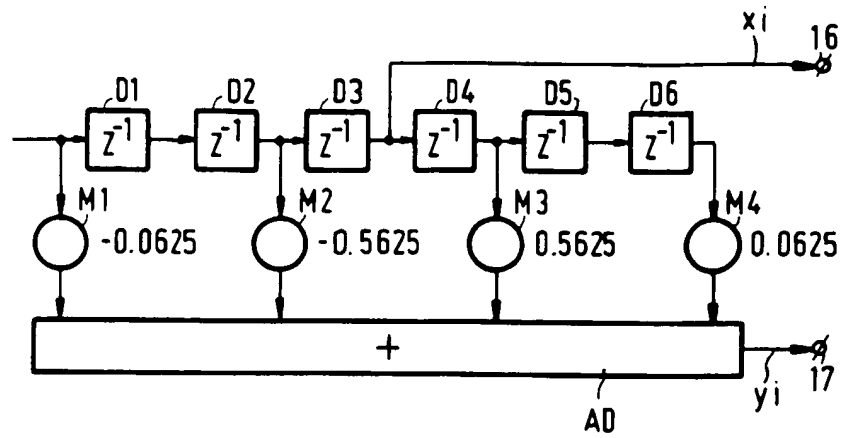 xi 16
D1 D2 D3 D4 D5 D6
z⁻¹ z⁻¹ z⁻¹ z⁻¹ z⁻¹ z⁻¹
M1 M2 M3 M4
-0.0625 -0.5625 0.5625 0.0625
+
yi 17
AD